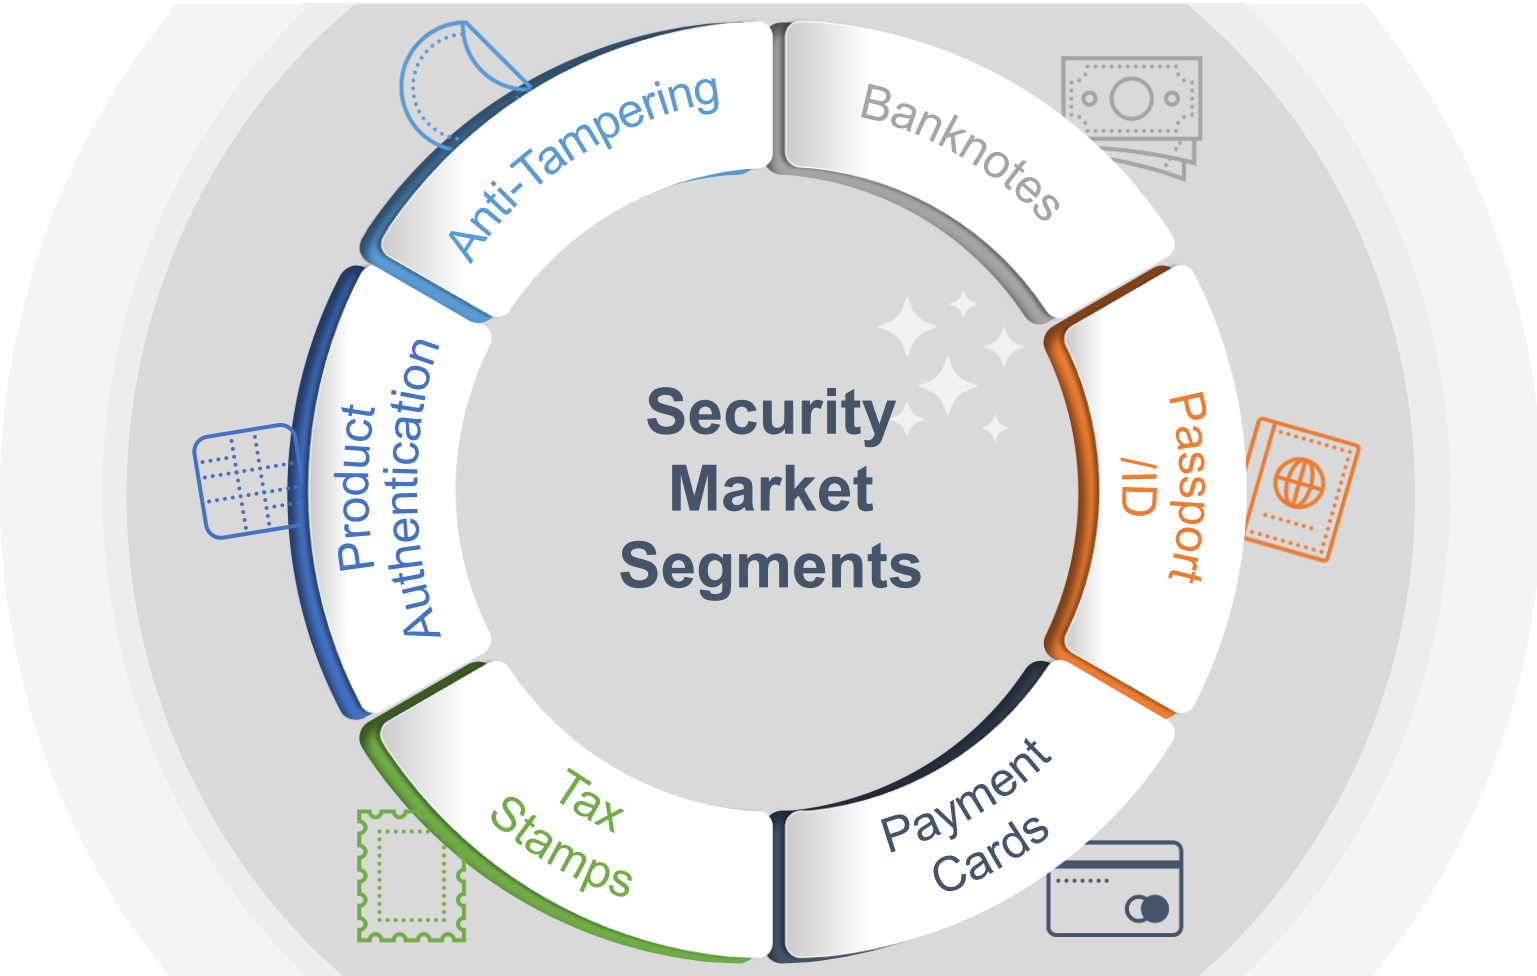 Security
Market
Segments
Banknotes
Passport
/ID
Payment
Cards
Tax
Stamps
Product
Authentication
Anti-Tampering